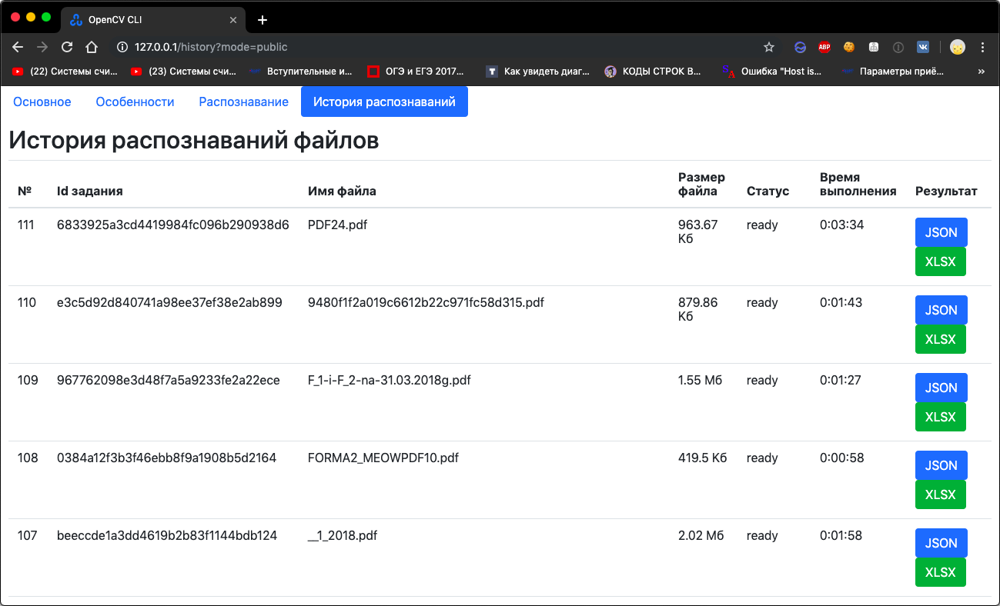 OpenCV CLI
127.0.0.1/history?mode=public
ABP
(22) Системы счи...
(23) Системы счи...
Вступительные и...
ОГЭ и ЕГЭ 2017...
T
Как увидеть диаг...
КОДЫ СТРОК В...
Ошибка "Host is...
Параметры приё...
Основное Особенности Распознавание История распознаваний
История распознаваний файлов
№ Id задания Имя файла Размер файла Статус Время выполнения Результат
111 6833925a3cd4419984fc096b290938d6 PDF24.pdf 963.67 Кб ready 0:03:34 JSON
XLSX
110 e3c5d92d840741a98ee37ef38e2ab899 9480f1f2a019c6612b22c971fc58d315.pdf 879.86 Кб ready 0:01:43 JSON
XLSX
109 967762098e3d48f7a5a9233fe2a22ece F_1-i-F_2-na-31.03.2018g.pdf 1.55 Мб ready 0:01:27 JSON
XLSX
108 0384a12f3b3f46ebb8f9a1908b5d2164 FORMA2_MEOWPDF10.pdf 419.5 Кб ready 0:00:58 JSON
XLSX
107 beeccde1a3dd4619b2b83f1144bdb124 __1_2018.pdf 2.02 Мб ready 0:01:58 JSON
XLSX